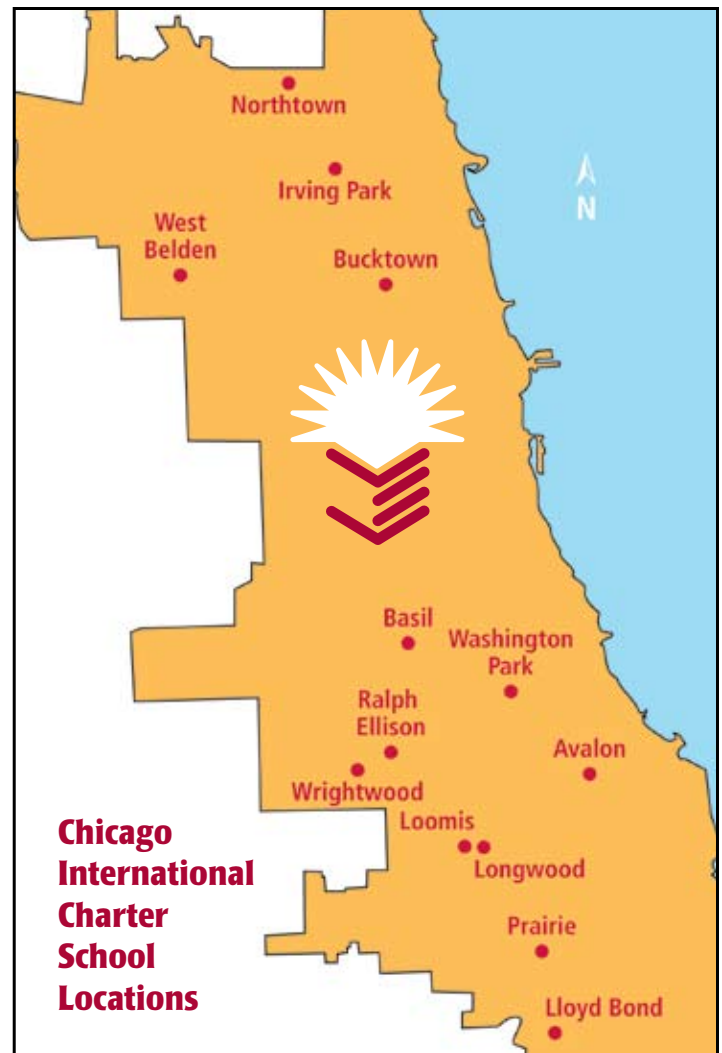 Northtown
Irving Park
N
West
Belden
Bucktown
Basil
Washington
Park
Ralph
Ellison
Avalon
Wrightwood
Loomis
Longwood
Prairie
Lloyd Bond
Chicago
International
Charter
School
Locations